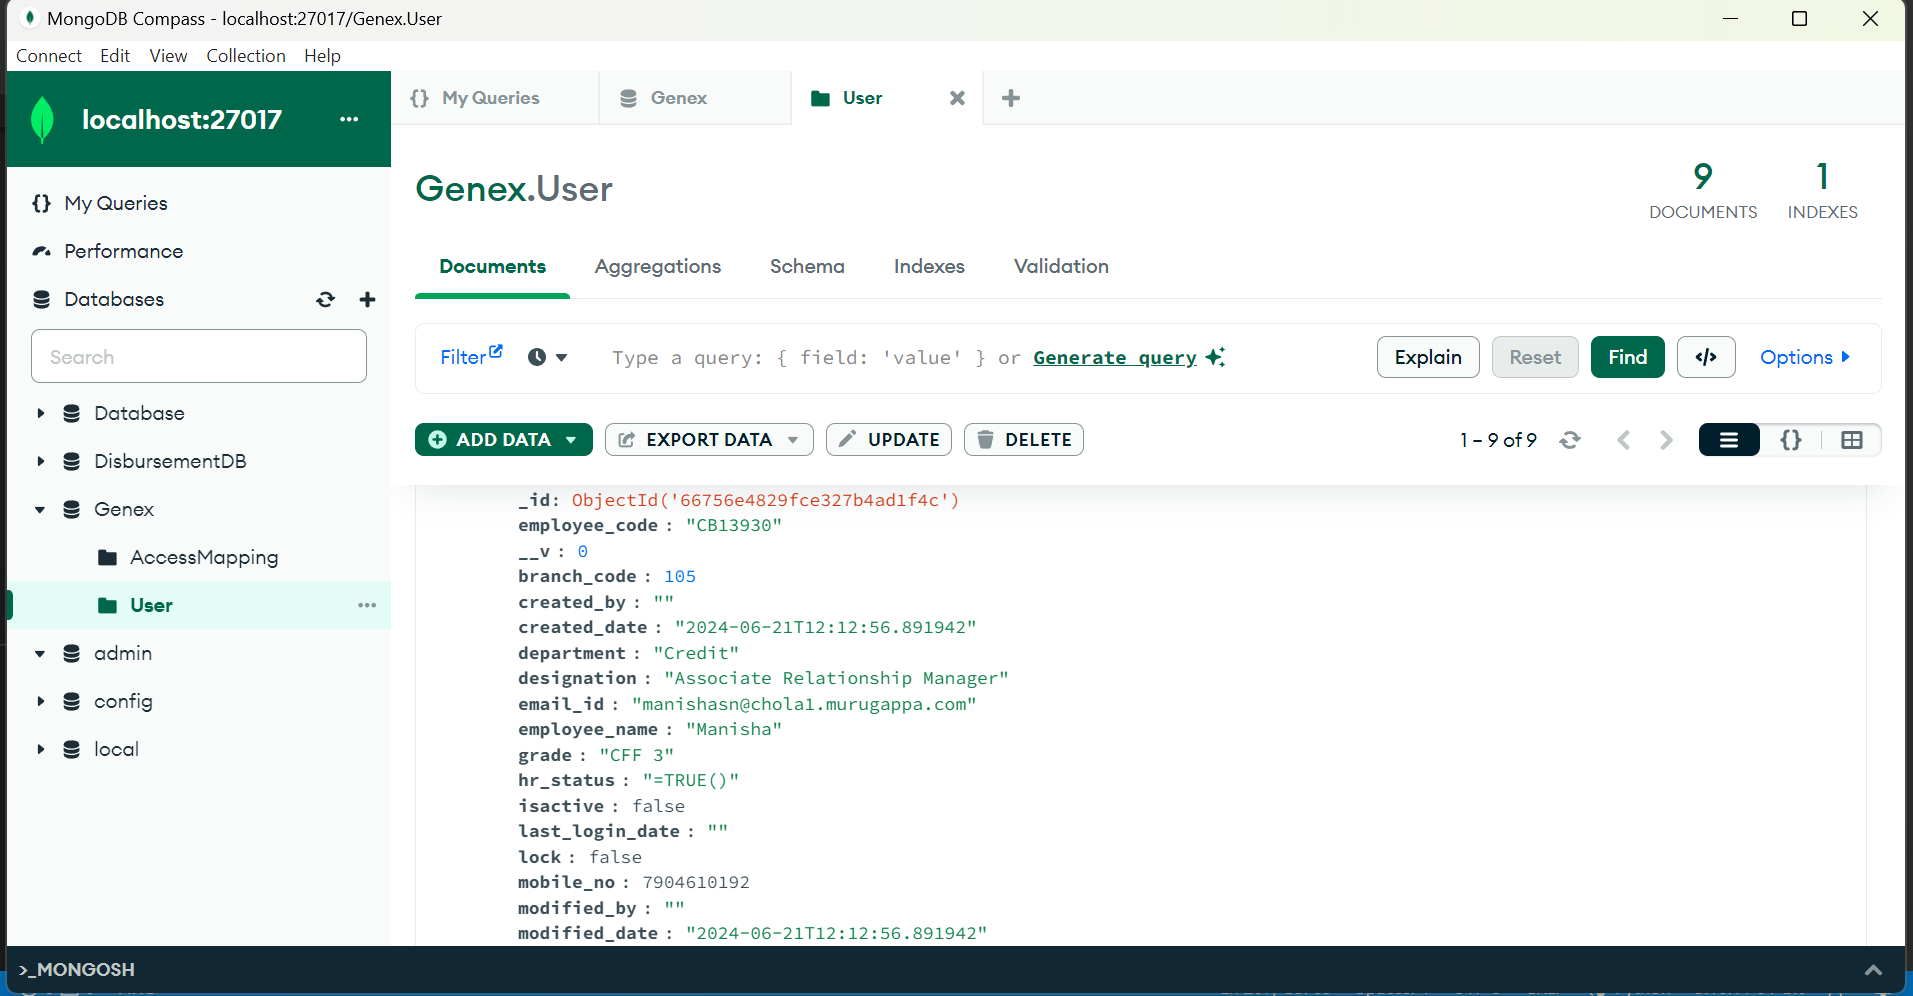 MongoDB Compass - localhost:27017/Genex.User
Connect Edit View Collection Help
localhost:27017 ...
My Queries
Performance
Databases
Search
Database
DisbursementDB
Genex
AccessMapping
User ...
admin
config
local
{} My Queries
Genex
User
Genex.User
9
DOCUMENTS
1
INDEXES
Documents Aggregations Schema Indexes Validation
Filter Type a query: { field: 'value' } or Generate query Explain Reset Find </> Options
ADD DATA EXPORT DATA UPDATE DELETE 1 – 9 of 9 {}
_id: ObjectId('66756e4829fce327b4ad1f4c')
employee_code : "CB13930"
__v : 0
branch_code : 105
created_by : ""
created_date : "2024-06-21T12:12:56.891942"
department : "Credit"
designation : "Associate Relationship Manager"
email_id : "manishasn@chola1.murugappa.com"
employee_name : "Manisha"
grade : "CFF 3"
hr_status : "=TRUE()"
isactive : false
last_login_date : ""
lock : false
mobile_no : 7904610192
modified_by : ""
modified_date : "2024-06-21T12:12:56.891942"
>_MONGOSH